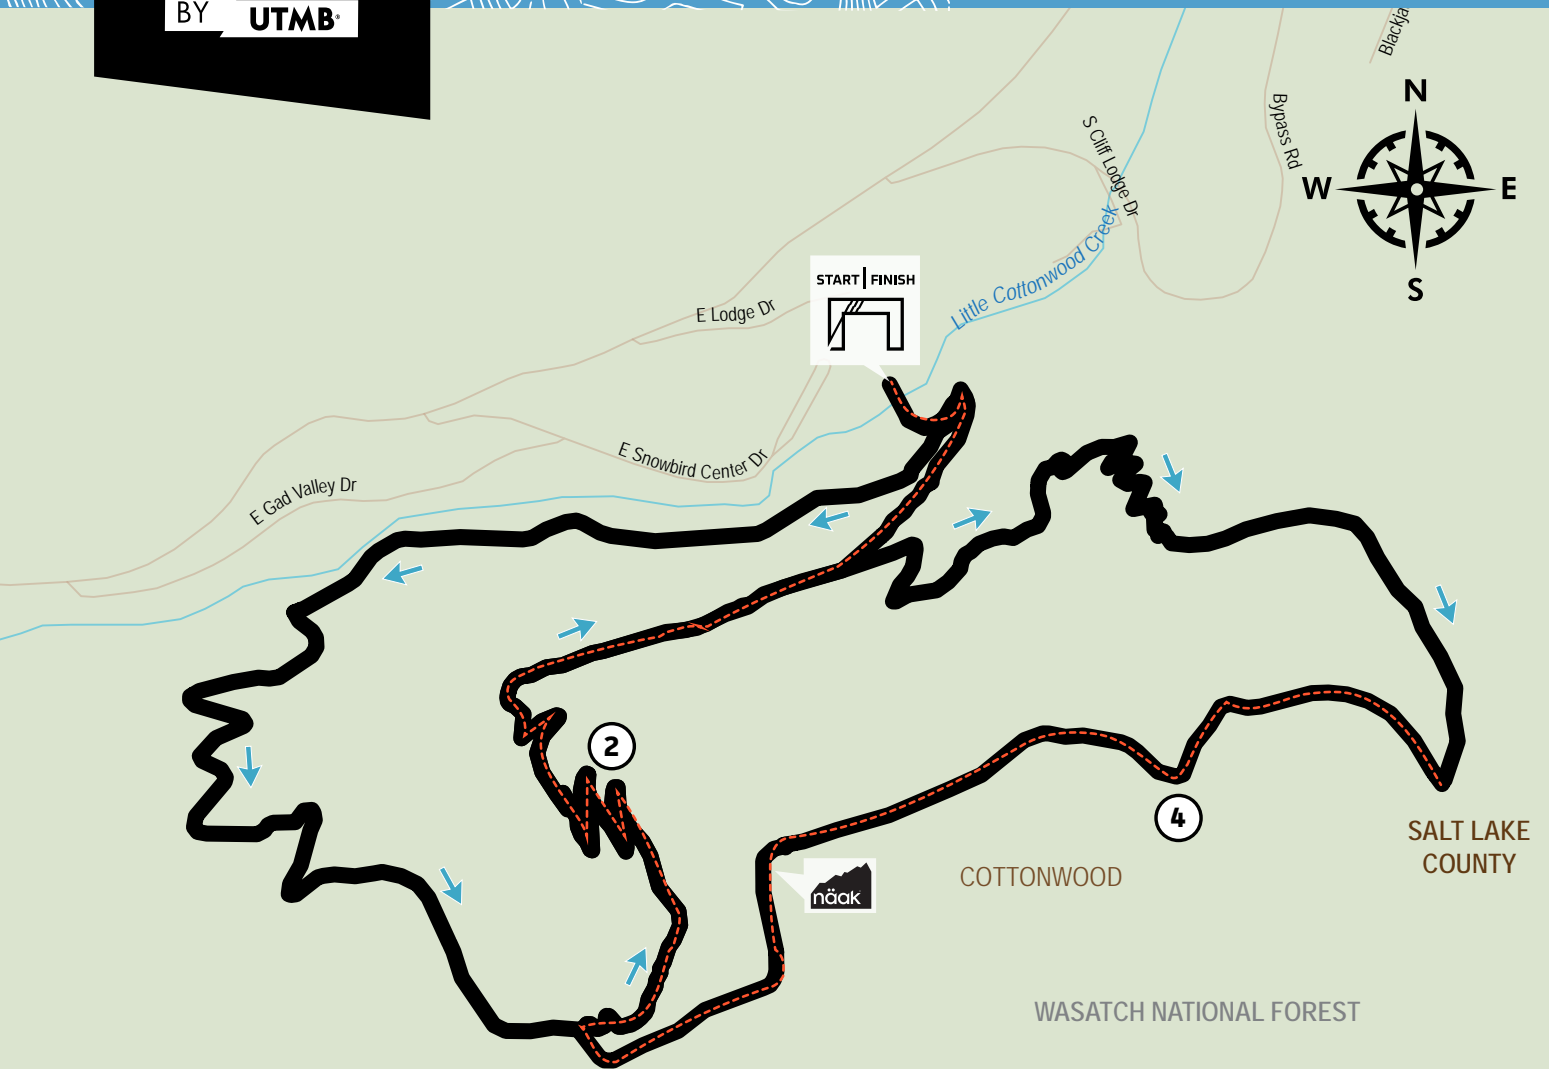 BY
UTMB®
Blackja
N
W
E
S
Bypass Rd
S Cliff Lodge Dr
Little Cottonwood Creek
START | FINISH
E Lodge Dr
E Snowbird Center Dr
E Gad Valley Dr
2
4
näak
SALT LAKE
COUNTY
COTTONWOOD
WASATCH NATIONAL FOREST